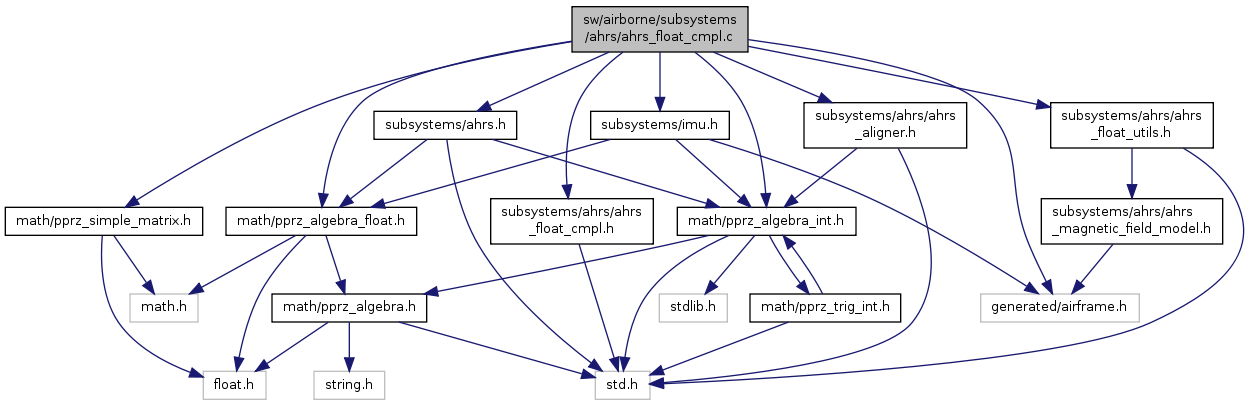 sw/airborne/subsystems
/ahrs/ahrs_float_cmpl.c
subsystems/ahrs.h
subsystems/imu.h
subsystems/ahrs/ahrs
_aligner.h
subsystems/ahrs/ahrs
_float_utils.h
math/pprz_simple_matrix.h
math/pprz_algebra_float.h
subsystems/ahrs/ahrs
_float_cmpl.h
math/pprz_algebra_int.h
subsystems/ahrs/ahrs
_magnetic_field_model.h
math.h
math/pprz_algebra.h
stdlib.h
math/pprz_trig_int.h
generated/airframe.h
float.h
string.h
std.h